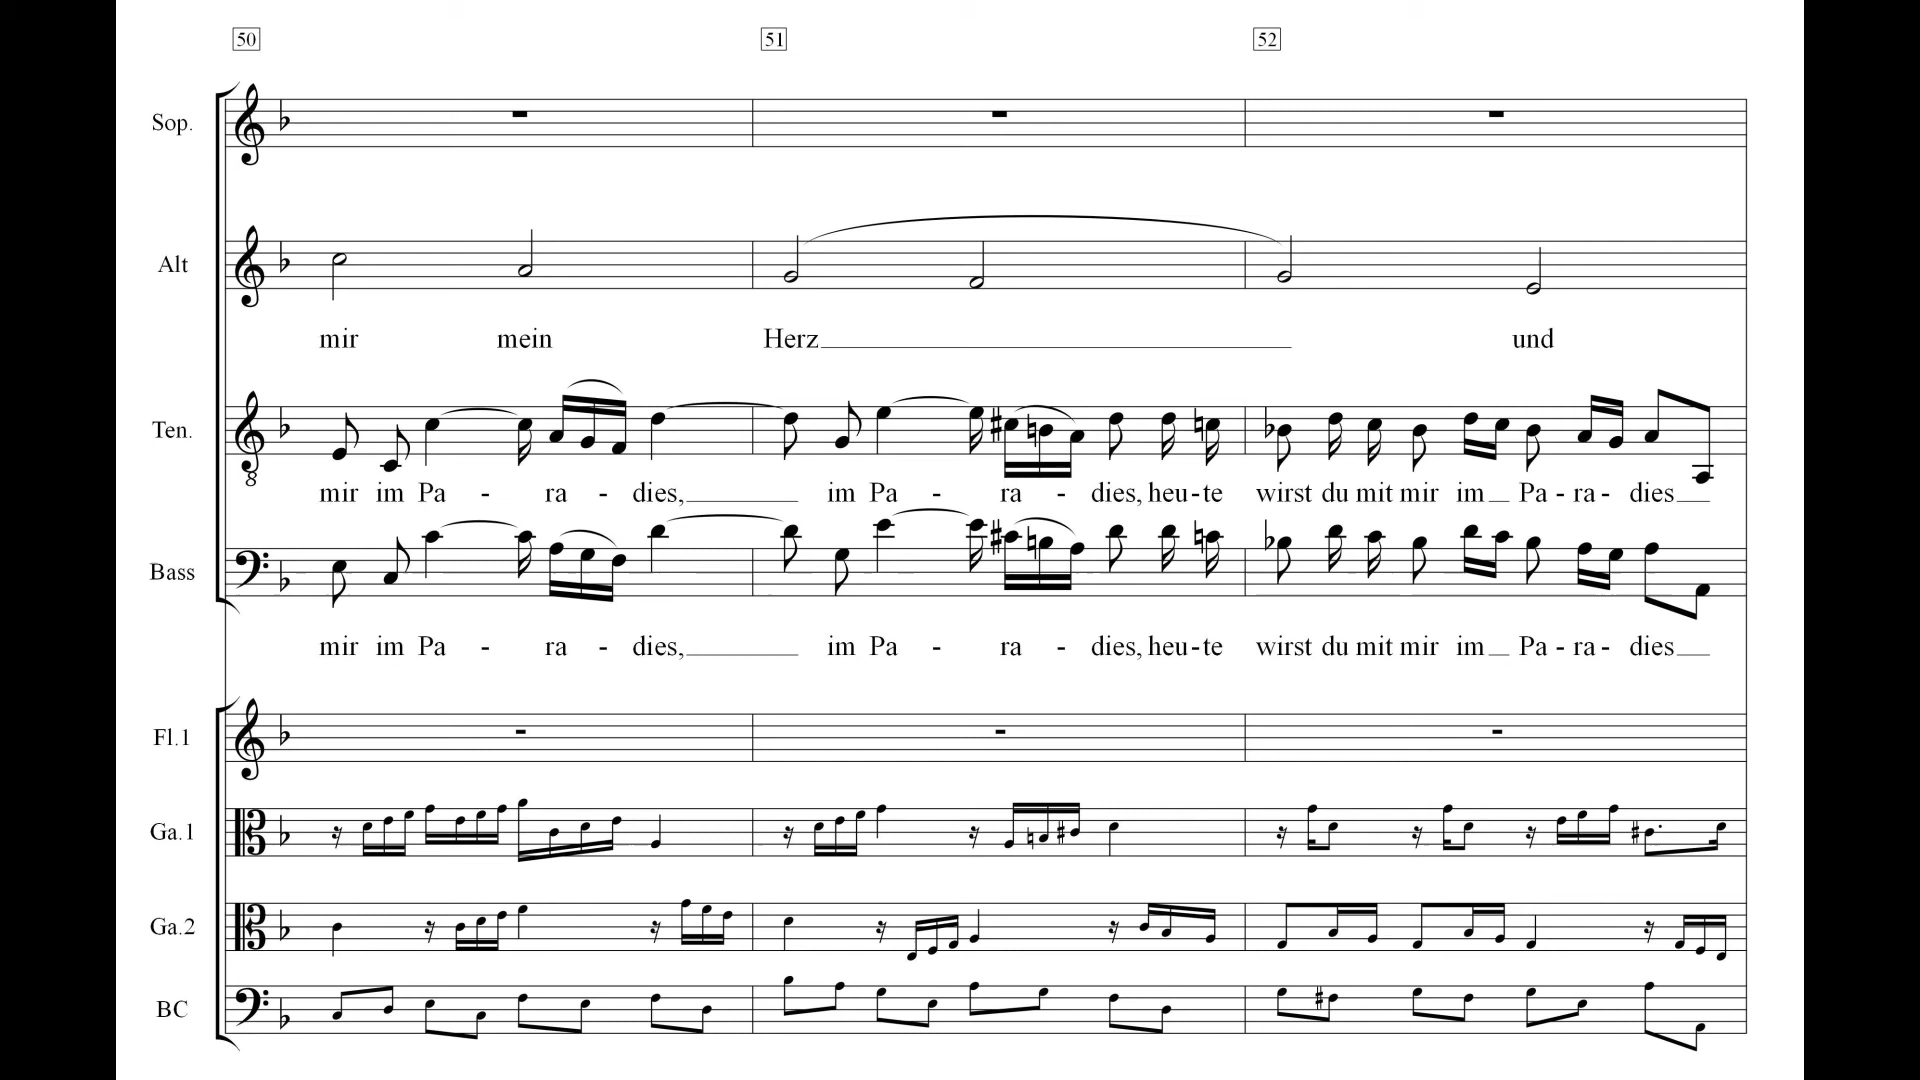 50 51 52
Sop.
Alt
mir mein Herz und
Ten.
8
mir im Pa - ra - dies, im Pa - ra - dies, heu-te wirst du mit mir im Pa - ra - dies
Bass
mir im Pa - ra - dies, im Pa - ra - dies, heu-te wirst du mit mir im Pa - ra - dies
Fl.1
Ga.1
Ga.2
BC